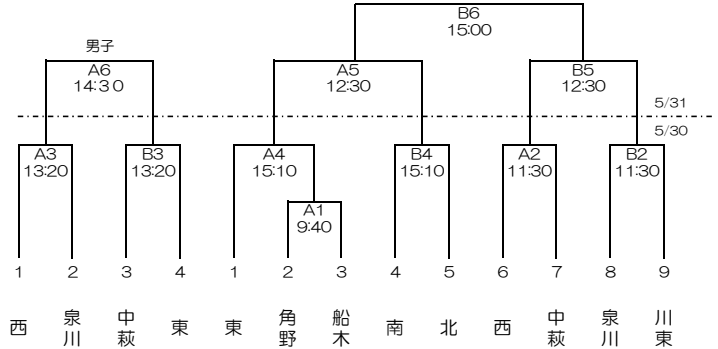 B6
15:00
男子
A6
14:30
A5
12:30
B5
12:30
5/31
5/30
A3
13:20
B3
13:20
A4
15:10
B4
15:10
A2
11:30
B2
11:30
A1
9:40
1 2 3 4 1 2 3 4 5 6 7 8 9
西 泉川 中萩 東 東 角野 船木 南 北 西 中萩 泉川 川東